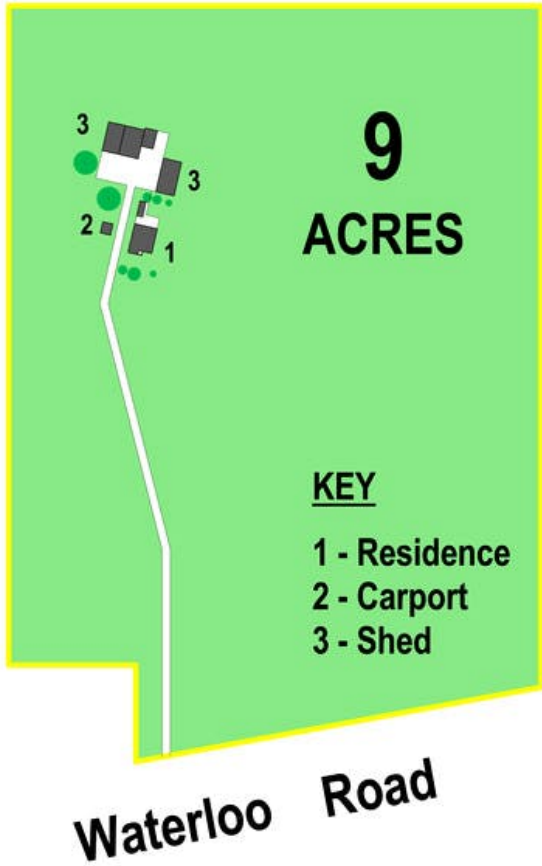 9
ACRES
3
3
2
1
KEY
1 - Residence
2 - Carport
3 - Shed
Waterloo Road